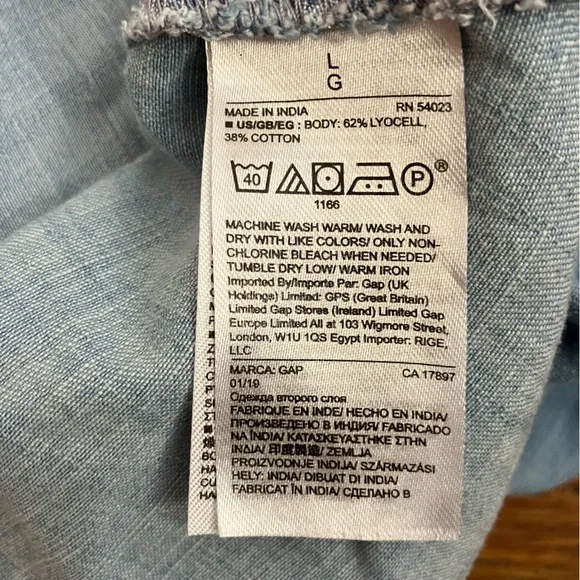 L
G
MADE IN INDIA RN 54023
■ US/GB/EG : BODY: 62% LYOCELL,
38% COTTON
40 P ®
1166
MACHINE WASH WARM/ WASH AND
DRY WITH LIKE COLORS/ ONLY NON-
CHLORINE BLEACH WHEN NEEDED/
TUMBLE DRY LOW/ WARM IRON
Imported By/Importe Par: Gap (UK
Holdings) Limited: GPS (Great Britain)
Limited Gap Stores (Ireland) Limited Gap
Europe Limited All at 103 Wigmore Street,
London, W1U 1QS Egypt Importer: RIGE,
LLC
MARCA: GAP CA 17897
01/19
Одежда второго слоя
FABRIQUE EN INDE/ HECHO EN INDIA/
ПРОИЗВЕДЕНО В ИНДИЯ/ FABRICADO
NA ÍNDIA/ ΚΑΤΑΣΚΕΥΑΣΤΗΚΕ ΣΤΗΝ
ΙΝΔΙΑ/ 印度製造/ ZEMLJA
PROIZVODNJE INDIJA/ SZÁRMAZÁSI
HELY: INDIA/ DIBUAT DI INDIA/
FABRICAT ÎN INDIA/ СДЕЛАНО В